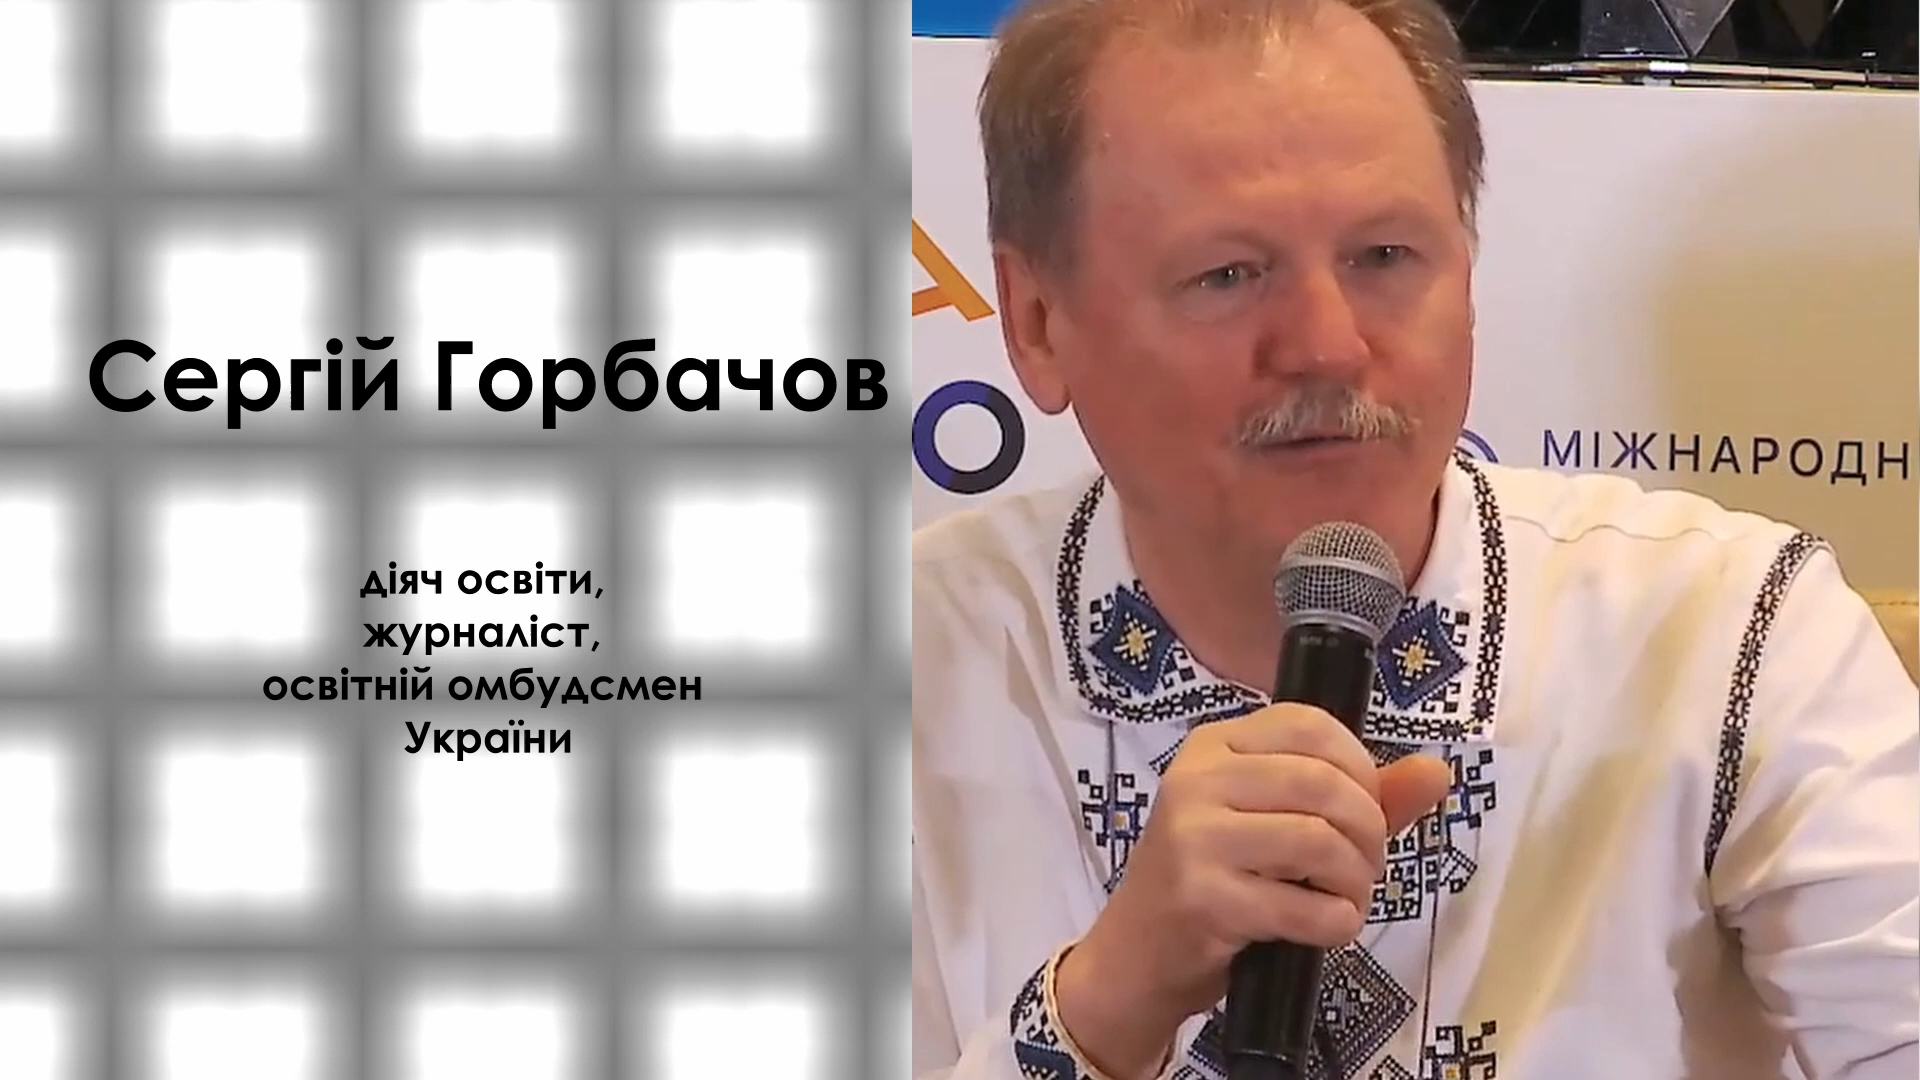 Сергій Горбачов
діяч освіти,
журналіст,
освітній омбудсмен
України
А
О
МІЖНАРОДН